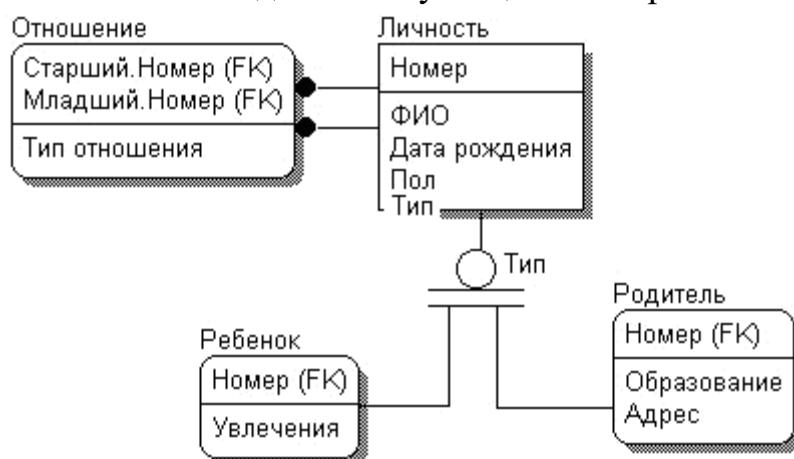 Отношение
Личность
Старший.Номер (FK)
Младший.Номер (FK)
Тип отношения
Номер
ФИО
Дата рождения
Пол
Тип
Тип
Родитель
Номер (FK)
Образование
Адрес
Ребенок
Номер (FK)
Увлечения